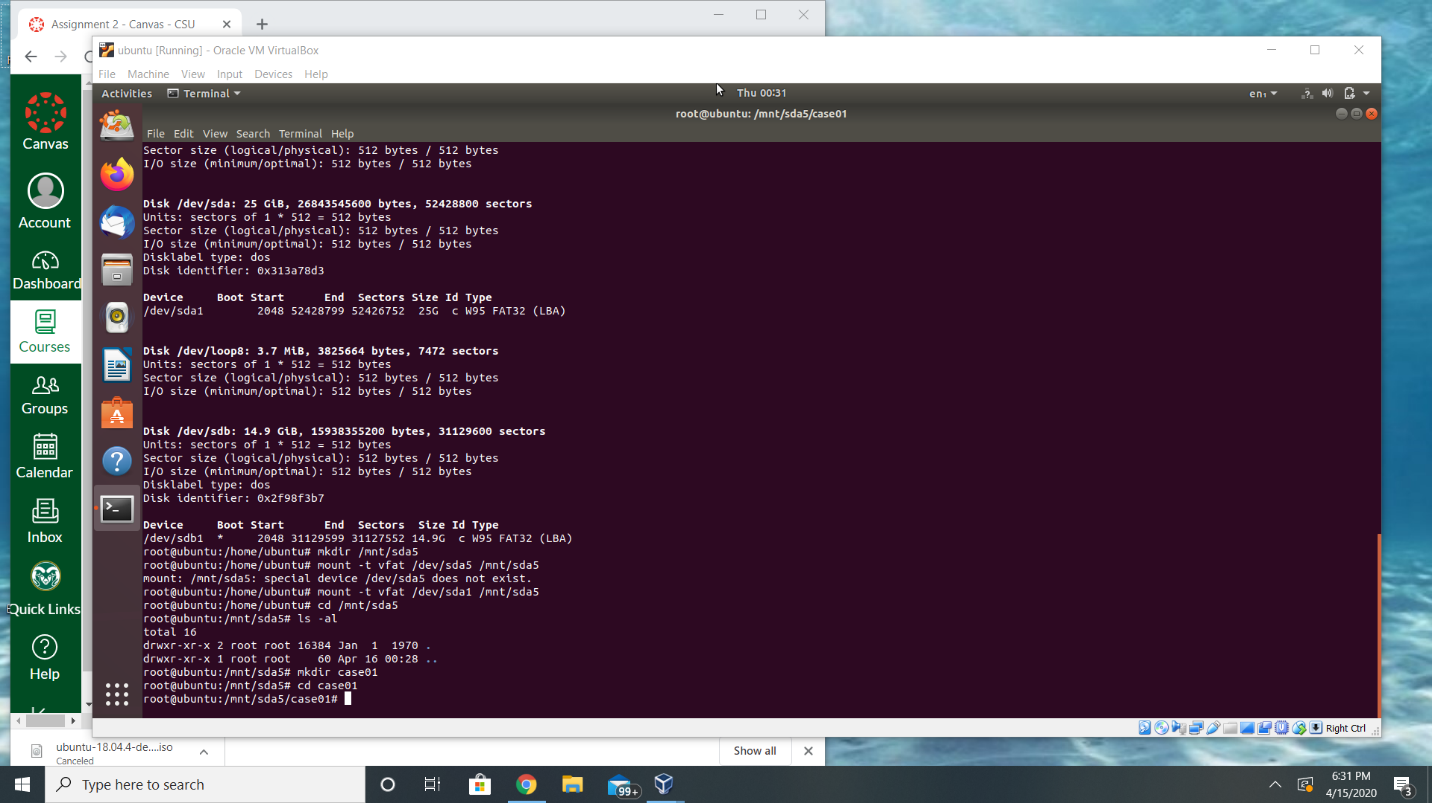 Assignment 2 - Canvas - CSU
ubuntu [Running] - Oracle VM VirtualBox
File Machine View Input Devices Help
Activities Terminal Thu 00:31 en1
root@ubuntu: /mnt/sda5/case01
File Edit View Search Terminal Help
Sector size (logical/physical): 512 bytes / 512 bytes
I/O size (minimum/optimal): 512 bytes / 512 bytes
Disk /dev/sda: 25 GiB, 26843545600 bytes, 52428800 sectors
Units: sectors of 1 * 512 = 512 bytes
Sector size (logical/physical): 512 bytes / 512 bytes
I/O size (minimum/optimal): 512 bytes / 512 bytes
Disklabel type: dos
Disk identifier: 0x313a78d3
Device Boot Start End Sectors Size Id Type
/dev/sda1 2048 52428799 52426752 25G c W95 FAT32 (LBA)
Disk /dev/loop8: 3.7 MiB, 3825664 bytes, 7472 sectors
Units: sectors of 1 * 512 = 512 bytes
Sector size (logical/physical): 512 bytes / 512 bytes
I/O size (minimum/optimal): 512 bytes / 512 bytes
Disk /dev/sdb: 14.9 GiB, 15938355200 bytes, 31129600 sectors
Units: sectors of 1 * 512 = 512 bytes
Sector size (logical/physical): 512 bytes / 512 bytes
I/O size (minimum/optimal): 512 bytes / 512 bytes
Disklabel type: dos
Disk identifier: 0x2f98f3b7
Device Boot Start End Sectors Size Id Type
/dev/sdb1 * 2048 31129599 31127552 14.9G c W95 FAT32 (LBA)
root@ubuntu:/home/ubuntu# mkdir /mnt/sda5
root@ubuntu:/home/ubuntu# mount -t vfat /dev/sda5 /mnt/sda5
mount: /mnt/sda5: special device /dev/sda5 does not exist.
root@ubuntu:/home/ubuntu# mount -t vfat /dev/sda1 /mnt/sda5
root@ubuntu:/home/ubuntu# cd /mnt/sda5
root@ubuntu:/mnt/sda5# ls -al
total 16
drwxr-xr-x 2 root root 16384 Jan 1 1970 .
drwxr-xr-x 1 root root 60 Apr 16 00:28 ..
root@ubuntu:/mnt/sda5# mkdir case01
root@ubuntu:/mnt/sda5# cd case01
root@ubuntu:/mnt/sda5/case01#
Canvas
Account
Dashboard
Courses
Groups
Calendar
Inbox
Quick Links
Help
Right Ctrl
ubuntu-18.04.4-de....iso
Canceled
Show all
Type here to search
99+
6:31 PM
4/15/2020
3